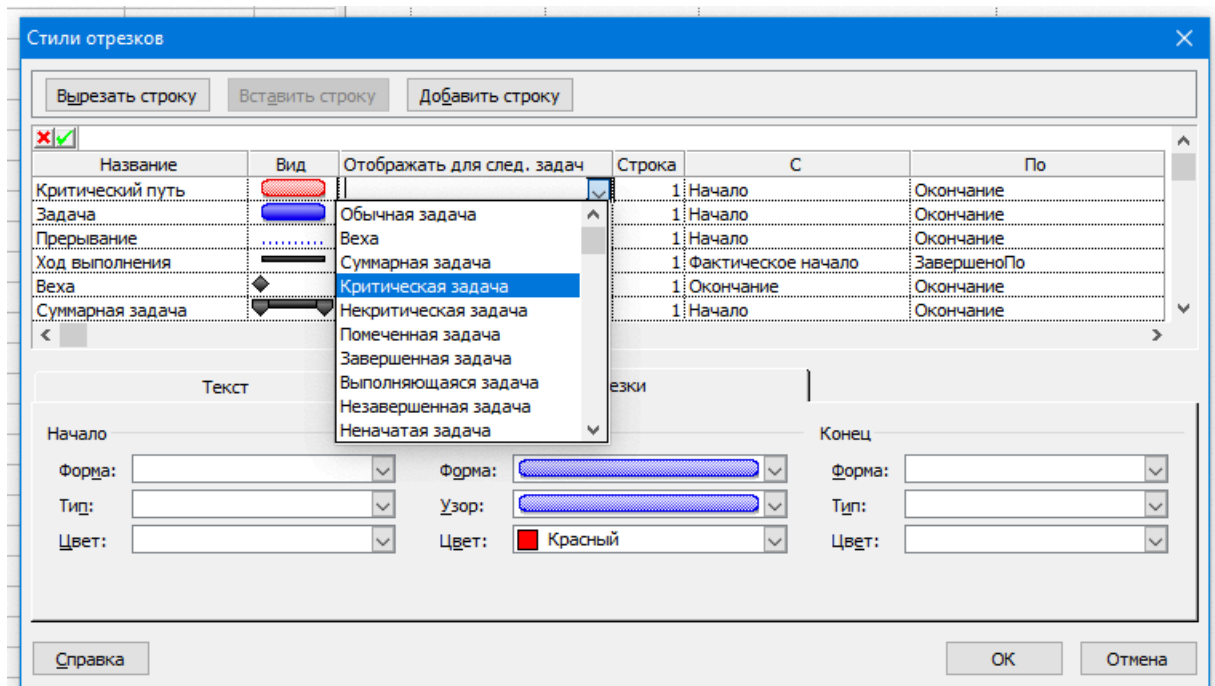 Стили отрезков
Вырезать строку Вставить строку Добавить строку
Название Вид Отображать для след. задач Строка С По
Критический путь 1 Начало Окончание
Задача Обычная задача 1 Начало Окончание
Прерывание Веха 1 Начало Окончание
Ход выполнения Суммарная задача 1 Фактическое начало ЗавершеноПо
Веха Критическая задача 1 Окончание Окончание
Суммарная задача Некритическая задача 1 Начало Окончание
Помеченная задача
Завершенная задача
Текст Выполняющаяся задача езки
Незавершенная задача
Начало Неначатая задача Конец
Форма: Форма: Форма:
Тип: Узор: Тип:
Цвет: Цвет: Красный Цвет:
Справка ОК Отмена